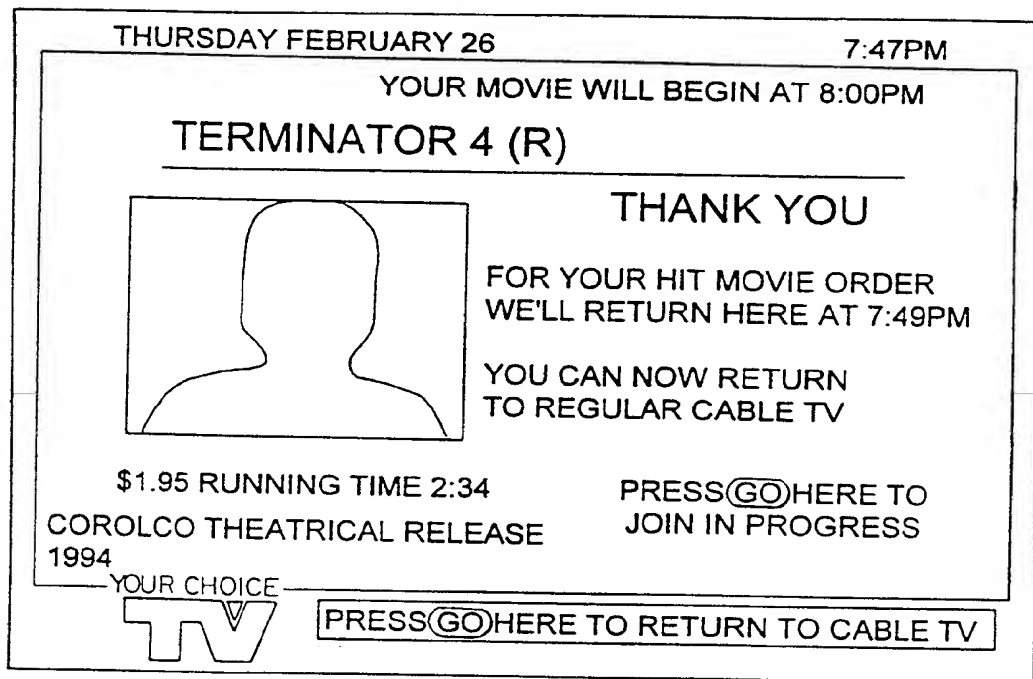 THURSDAY FEBRUARY 26 7:47PM
YOUR MOVIE WILL BEGIN AT 8:00PM
TERMINATOR 4 (R)
THANK YOU
FOR YOUR HIT MOVIE ORDER
WE'LL RETURN HERE AT 7:49PM
YOU CAN NOW RETURN
TO REGULAR CABLE TV
$1.95 RUNNING TIME 2:34
COROLCO THEATRICAL RELEASE
1994
PRESS GO HERE TO
JOIN IN PROGRESS
YOUR CHOICE
TV
PRESS GO HERE TO RETURN TO CABLE TV